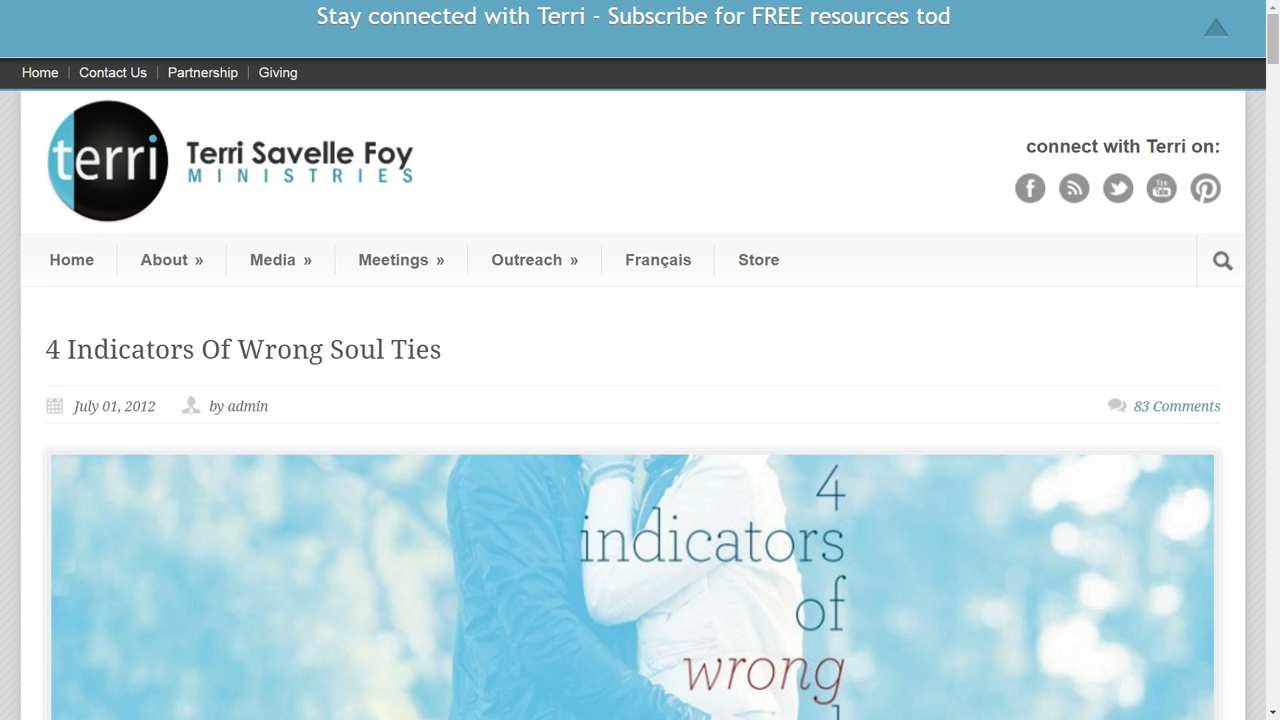 Stay connected with Terri - Subscribe for FREE resources tod
Home Contact Us Partnership Giving
terri
Terri Savelle Foy
MINISTRIES
connect with Terri on:
You Tube
Home About » Media » Meetings » Outreach » Français Store
4 Indicators Of Wrong Soul Ties
July 01, 2012 by admin 83 Comments
4
indicators
of
wrong